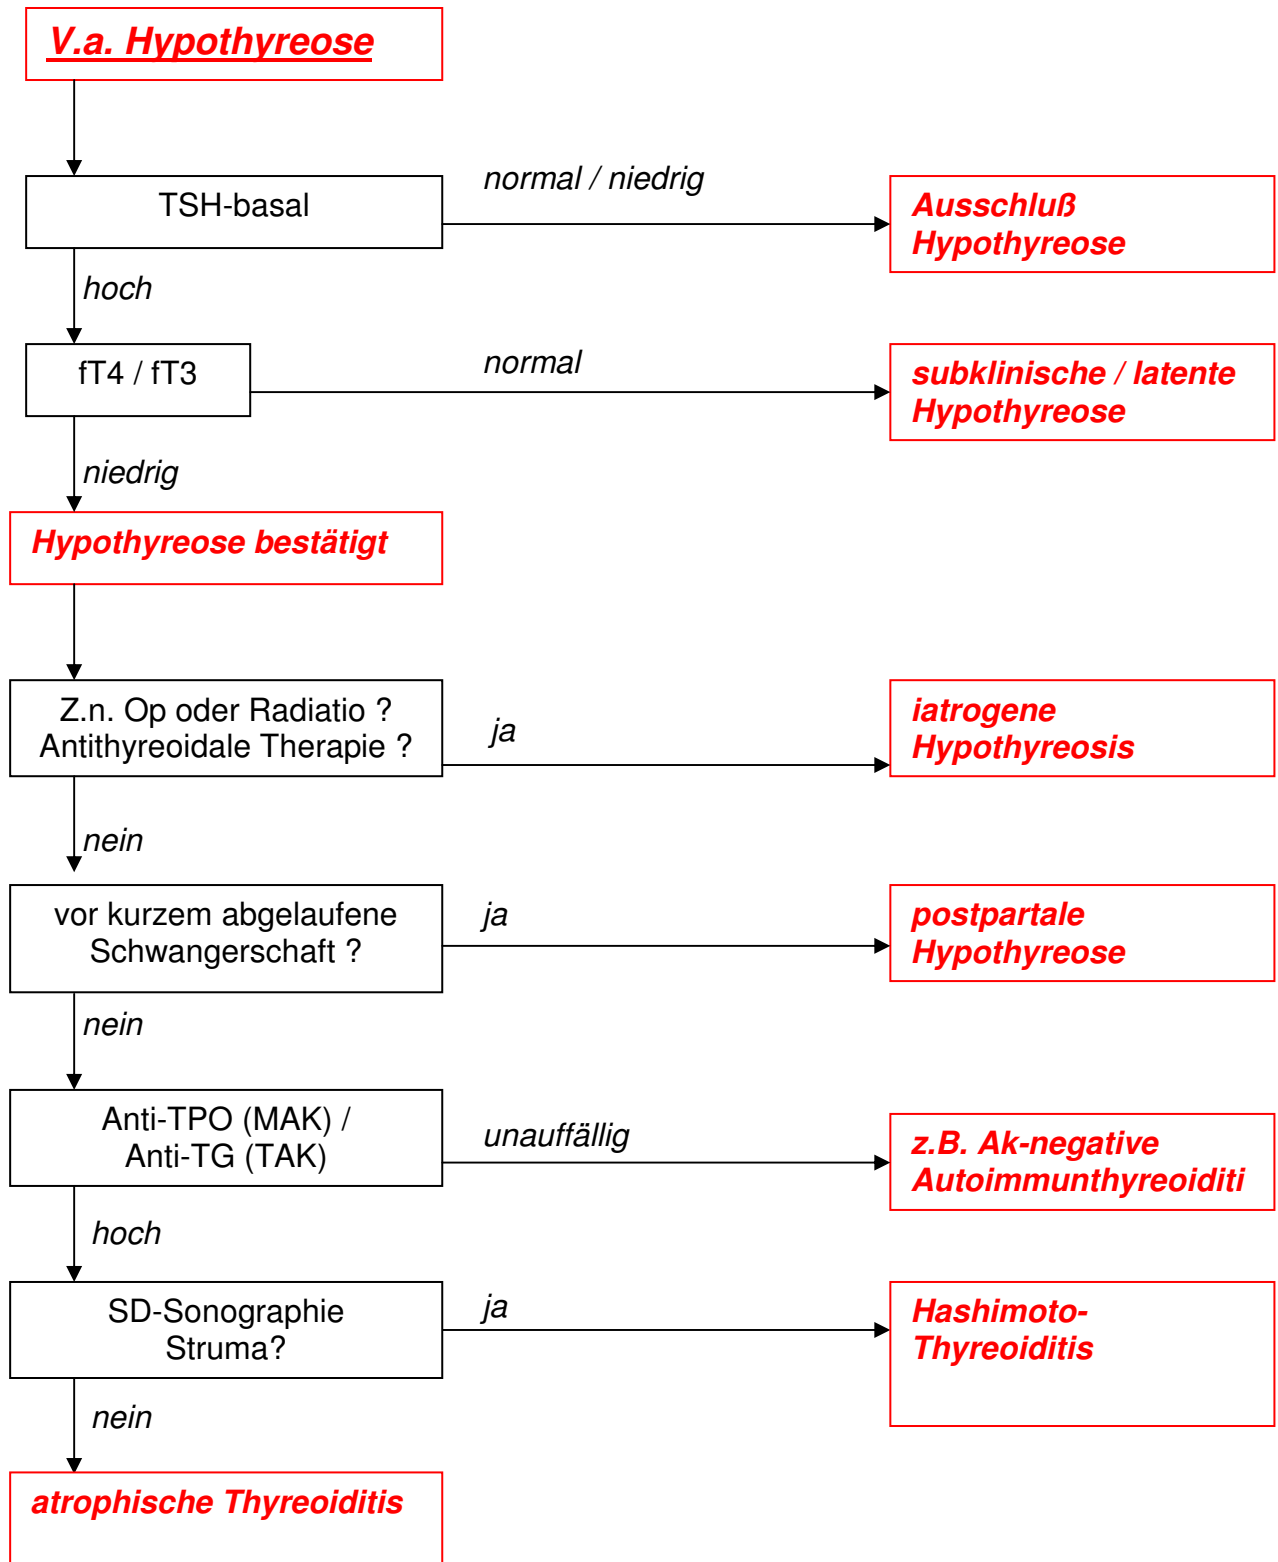 V.a. Hypothyreose
normal / niedrig
TSH-basal
Ausschluß
Hypothyreose
hoch
fT4 / fT3
normal
subklinische / latente
Hypothyreose
niedrig
Hypothyreose bestätigt
Z.n. Op oder Radiatio ?
Antithyreoidale Therapie ?
ja
iatrogene
Hypothyreosis
nein
vor kurzem abgelaufene
Schwangerschaft ?
ja
postpartale
Hypothyreose
nein
Anti-TPO (MAK) /
Anti-TG (TAK)
unauffällig
z.B. Ak-negative
Autoimmunthyreoiditi
hoch
SD-Sonographie
Struma?
ja
Hashimoto-
Thyreoiditis
nein
atrophische Thyreoiditis